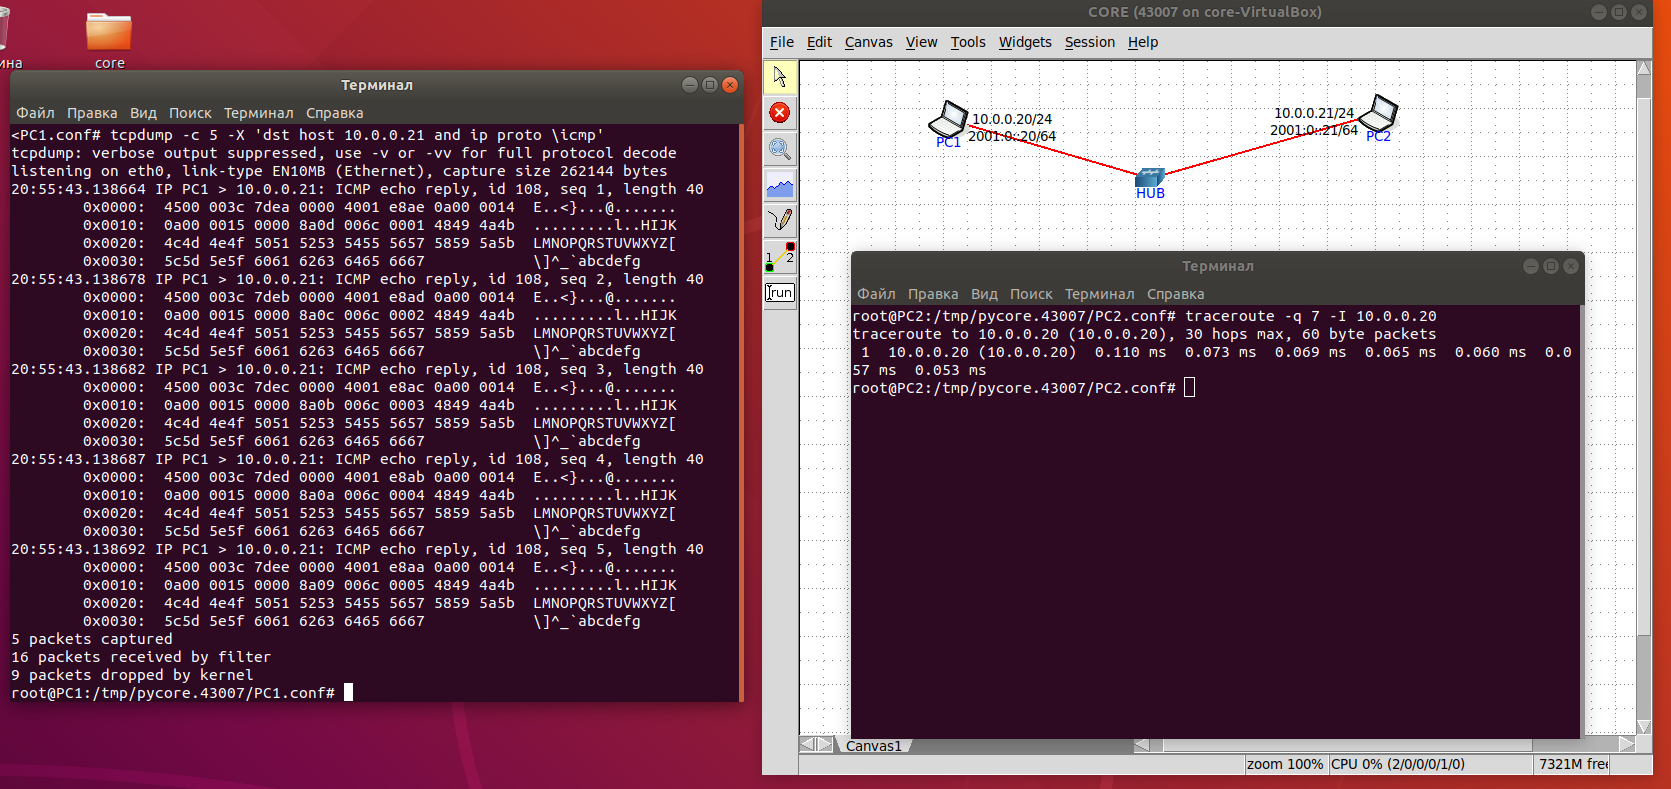 ина
core
Терминал
Файл Правка Вид Поиск Терминал Справка
<PC1.conf# tcpdump -c 5 -X 'dst host 10.0.0.21 and ip proto \icmp'
tcpdump: verbose output suppressed, use -v or -vv for full protocol decode
listening on eth0, link-type EN10MB (Ethernet), capture size 262144 bytes
20:55:43.138664 IP PC1 > 10.0.0.21: ICMP echo reply, id 108, seq 1, length 40
0x0000: 4500 003c 7dea 0000 4001 e8ae 0a00 0014 E..<}...@.......
0x0010: 0a00 0015 0000 8a0d 006c 0001 4849 4a4b .........l..HIJK
0x0020: 4c4d 4e4f 5051 5253 5455 5657 5859 5a5b LMNOPQRSTUVWXYZ[
0x0030: 5c5d 5e5f 6061 6263 6465 6667 \]^_`abcdefg
20:55:43.138678 IP PC1 > 10.0.0.21: ICMP echo reply, id 108, seq 2, length 40
0x0000: 4500 003c 7deb 0000 4001 e8ad 0a00 0014 E..<}...@.......
0x0010: 0a00 0015 0000 8a0c 006c 0002 4849 4a4b .........l..HIJK
0x0020: 4c4d 4e4f 5051 5253 5455 5657 5859 5a5b LMNOPQRSTUVWXYZ[
0x0030: 5c5d 5e5f 6061 6263 6465 6667 \]^_`abcdefg
20:55:43.138682 IP PC1 > 10.0.0.21: ICMP echo reply, id 108, seq 3, length 40
0x0000: 4500 003c 7dec 0000 4001 e8ac 0a00 0014 E..<}...@.......
0x0010: 0a00 0015 0000 8a0b 006c 0003 4849 4a4b .........l..HIJK
0x0020: 4c4d 4e4f 5051 5253 5455 5657 5859 5a5b LMNOPQRSTUVWXYZ[
0x0030: 5c5d 5e5f 6061 6263 6465 6667 \]^_`abcdefg
20:55:43.138687 IP PC1 > 10.0.0.21: ICMP echo reply, id 108, seq 4, length 40
0x0000: 4500 003c 7ded 0000 4001 e8ab 0a00 0014 E..<}...@.......
0x0010: 0a00 0015 0000 8a0a 006c 0004 4849 4a4b .........l..HIJK
0x0020: 4c4d 4e4f 5051 5253 5455 5657 5859 5a5b LMNOPQRSTUVWXYZ[
0x0030: 5c5d 5e5f 6061 6263 6465 6667 \]^_`abcdefg
20:55:43.138692 IP PC1 > 10.0.0.21: ICMP echo reply, id 108, seq 5, length 40
0x0000: 4500 003c 7dee 0000 4001 e8aa 0a00 0014 E..<}...@.......
0x0010: 0a00 0015 0000 8a09 006c 0005 4849 4a4b .........l..HIJK
0x0020: 4c4d 4e4f 5051 5253 5455 5657 5859 5a5b LMNOPQRSTUVWXYZ[
0x0030: 5c5d 5e5f 6061 6263 6465 6667 \]^_`abcdefg
5 packets captured
16 packets received by filter
9 packets dropped by kernel
root@PC1:/tmp/pycore.43007/PC1.conf#
CORE (43007 on core-VirtualBox)
File Edit Canvas View Tools Widgets Session Help
1 2
run
10.0.0.20/24
2001:0::20/64
PC1
10.0.0.21/24
2001:0::21/64
PC2
HUB
Терминал
Файл Правка Вид Поиск Терминал Справка
root@PC2:/tmp/pycore.43007/PC2.conf# traceroute -q 7 -I 10.0.0.20
traceroute to 10.0.0.20 (10.0.0.20), 30 hops max, 60 byte packets
1 10.0.0.20 (10.0.0.20) 0.110 ms 0.073 ms 0.069 ms 0.065 ms 0.060 ms 0.0
57 ms 0.053 ms
root@PC2:/tmp/pycore.43007/PC2.conf#
Canvas1
zoom 100% CPU 0% (2/0/0/0/1/0) 7321M free